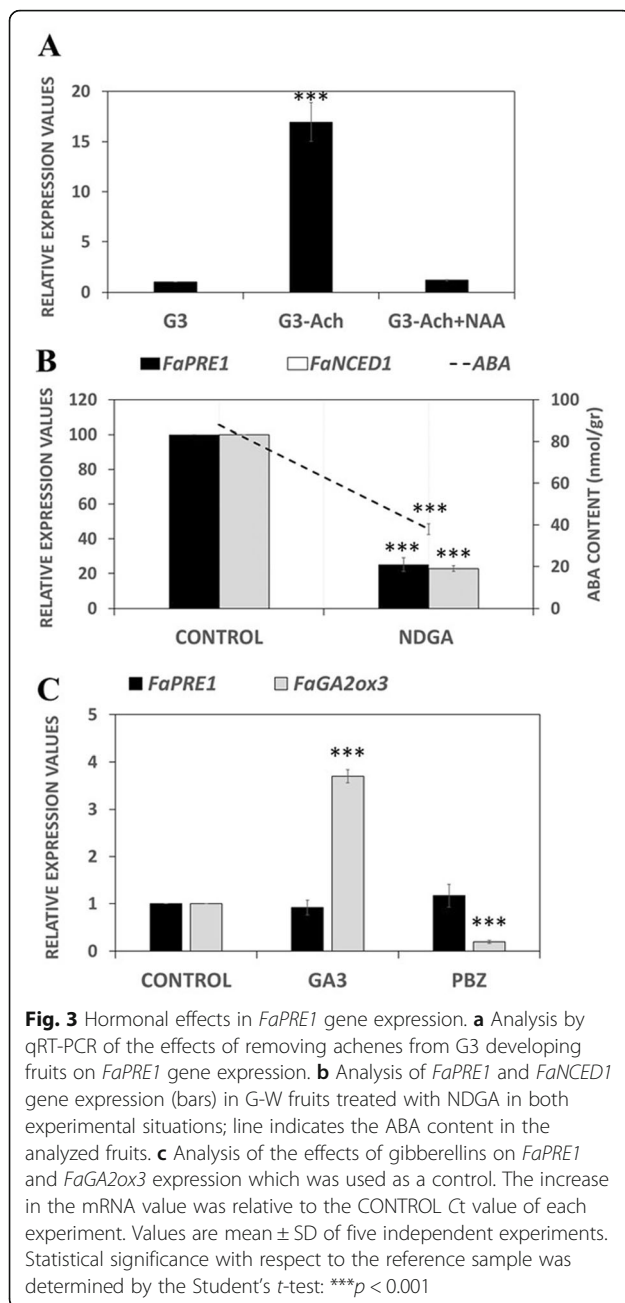 A
RELATIVE EXPRESSION VALUES
20
15
10
5
0
***
G3 G3-Ach G3-Ach+NAA
B
FaPRE1 FaNCED1 ABA
RELATIVE EXPRESSION VALUES
120
100
80
60
40
20
0
***
*** ***
100
80
60
40
20
0
ABA CONTENT (nmol/gr)
CONTROL NDGA
C
FaPRE1 FaGA2ox3
RELATIVE EXPRESSION VALUES
5
4
3
2
1
0
***
***
CONTROL GA3 PBZ
Fig. 3 Hormonal effects in FaPRE1 gene expression. a Analysis by
qRT-PCR of the effects of removing achenes from G3 developing
fruits on FaPRE1 gene expression. b Analysis of FaPRE1 and FaNCED1
gene expression (bars) in G-W fruits treated with NDGA in both
experimental situations; line indicates the ABA content in the
analyzed fruits. c Analysis of the effects of gibberellins on FaPRE1
and FaGA2ox3 expression which was used as a control. The increase
in the mRNA value was relative to the CONTROL Ct value of each
experiment. Values are mean ± SD of five independent experiments.
Statistical significance with respect to the reference sample was
determined by the Student's t-test: ***p < 0.001